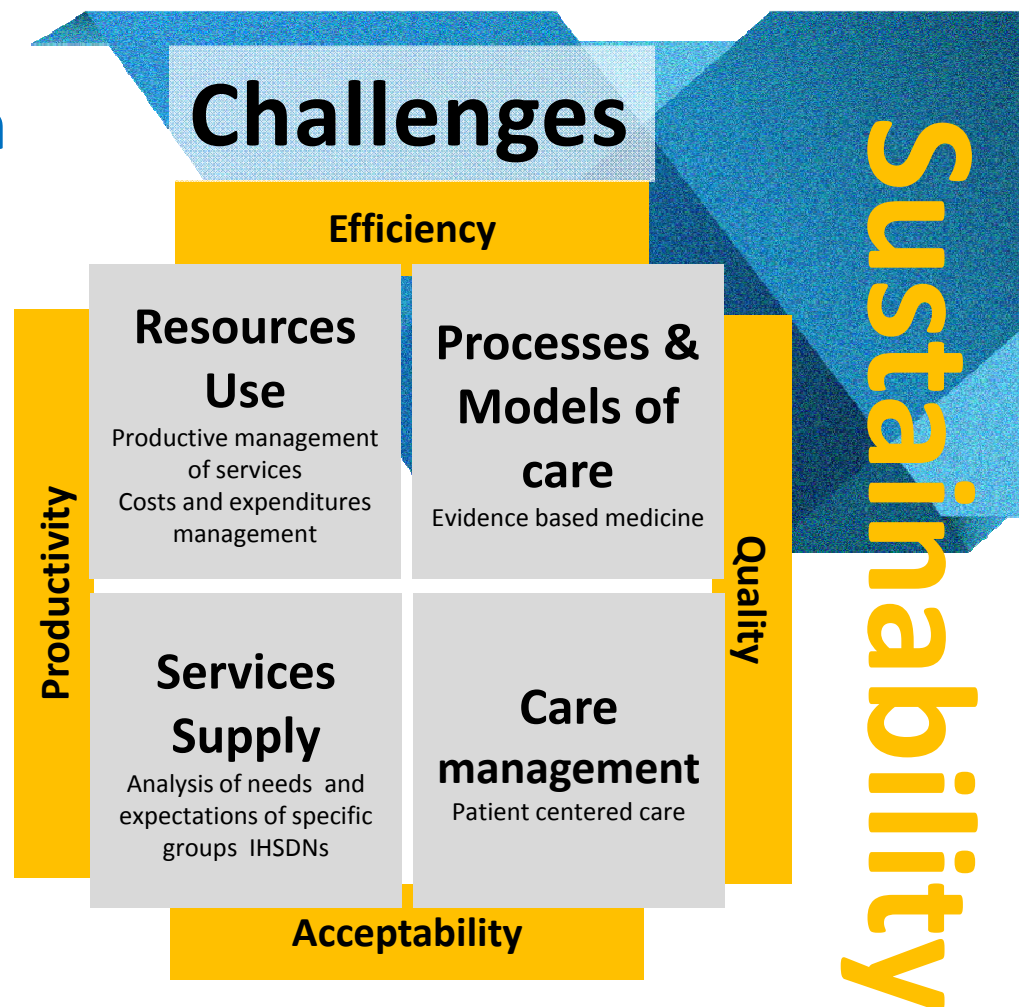 Challenges
Efficiency
Resources
Use
Productive management
of services
Costs and expenditures
management
Processes &
Models of
care
Evidence based medicine
Productivity
Quality
Services
Supply
Analysis of needs and
expectations of specific
groups IHSDNs
Care
management
Patient centered care
Acceptability
Sustainability